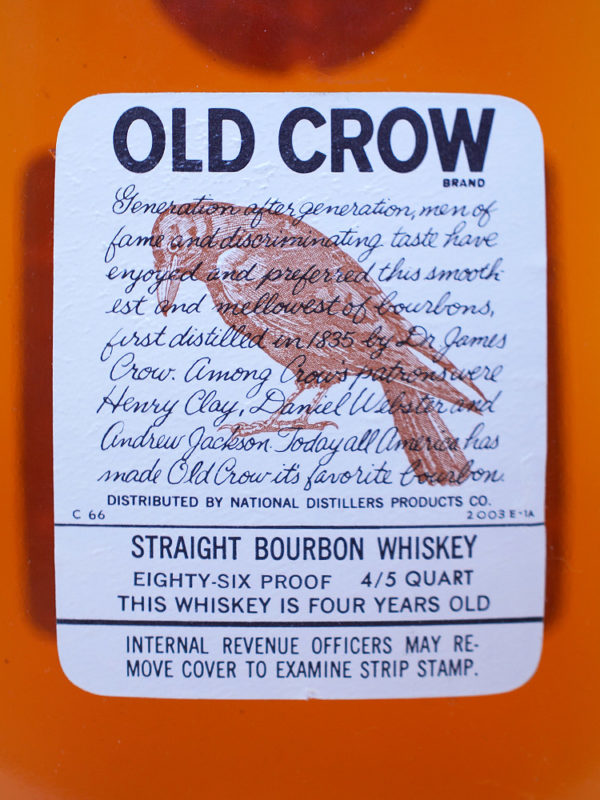 OLD CROW
BRAND
Generation after generation, men of
fame and discriminating taste have
enjoyed and preferred this smooth-
est and mellowest of bourbons,
first distilled in 1835 by Dr. James
Crow. Among Crow's patrons were
Henry Clay, Daniel Webster and
Andrew Jackson. Today all America has
made Old Crow it's favorite bourbon.
DISTRIBUTED BY NATIONAL DISTILLERS PRODUCTS CO.
C 66 2003E-1A
STRAIGHT BOURBON WHISKEY
EIGHTY-SIX PROOF 4/5 QUART
THIS WHISKEY IS FOUR YEARS OLD
INTERNAL REVENUE OFFICERS MAY RE-
MOVE COVER TO EXAMINE STRIP STAMP.